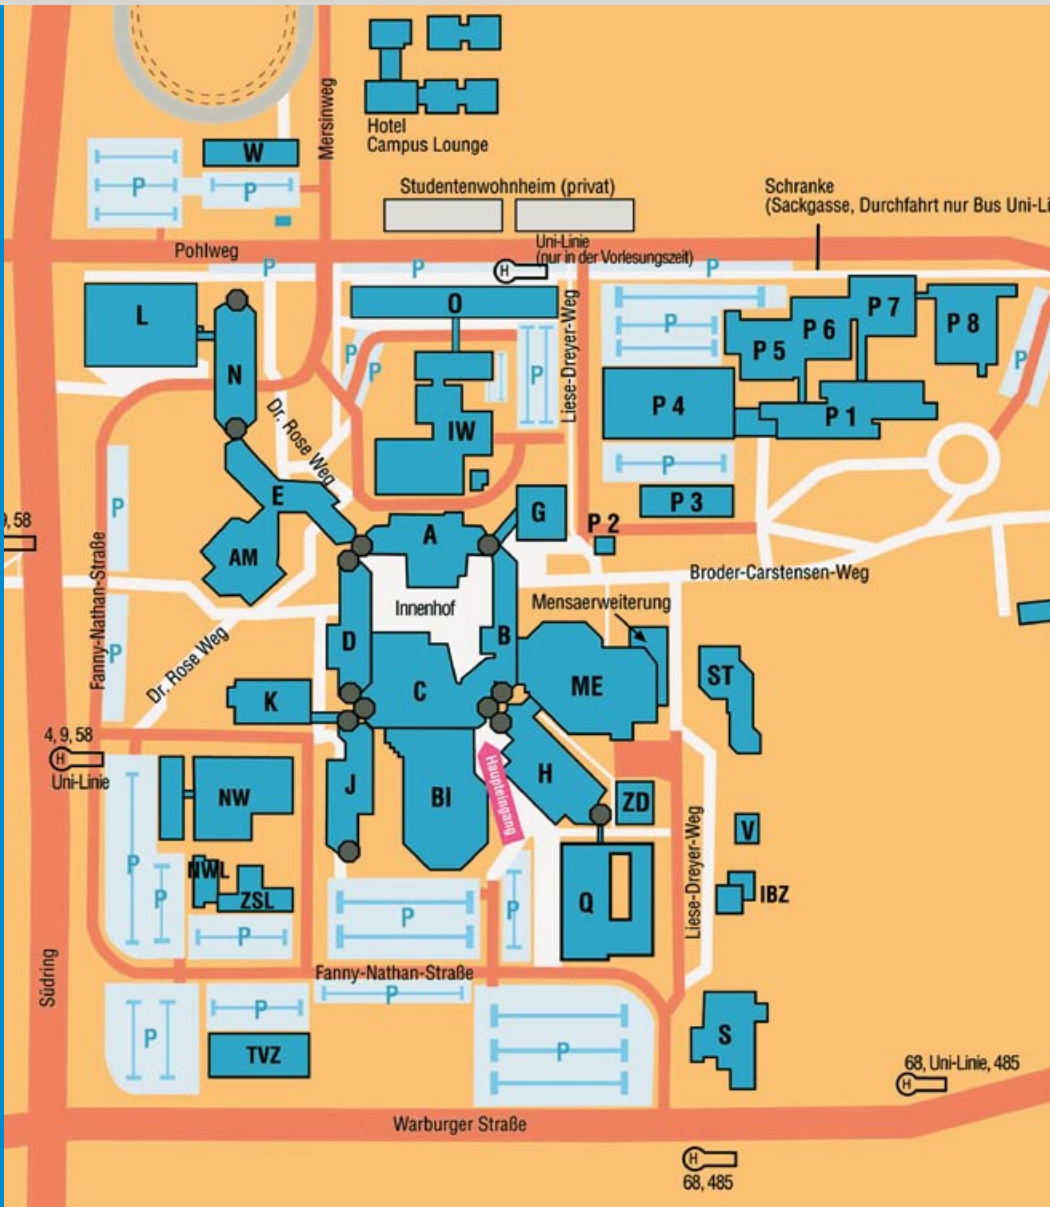 Mersinweg
Hotel
Campus Lounge
W
P
P
Studentenwohnheim (privat)
Schranke
(Sackgasse, Durchfahrt nur Bus Uni-Li
Pohlweg
Uni-Linie
(nur in der Vorlesungszeit)
P
P
P
H
L
O
P 7
P 6
P 8
P 5
P
Liese-Dreyer-Weg
P
P
P
P
N
P 4
P 1
Dr. Rose Weg
IW
P
E
P
P 3
G
P 2
9, 58
A
AM
Fanny-Nathan-Straße
Broder-Carstensen-Weg
Innenhof
Mensaerweiterung
D
B
P
Dr. Rose Weg
ST
C
ME
K
4, 9, 58
H
Uni-Linie
Haupteingang
H
J
NW
BI
ZD
V
Liese-Dreyer-Weg
P
NWL
P
ZSL
IBZ
Q
P
P
P
Südring
Fanny-Nathan-Straße
P
P
P
P
S
TVZ
68, Uni-Linie, 485
H
Warburger Straße
H
68, 485